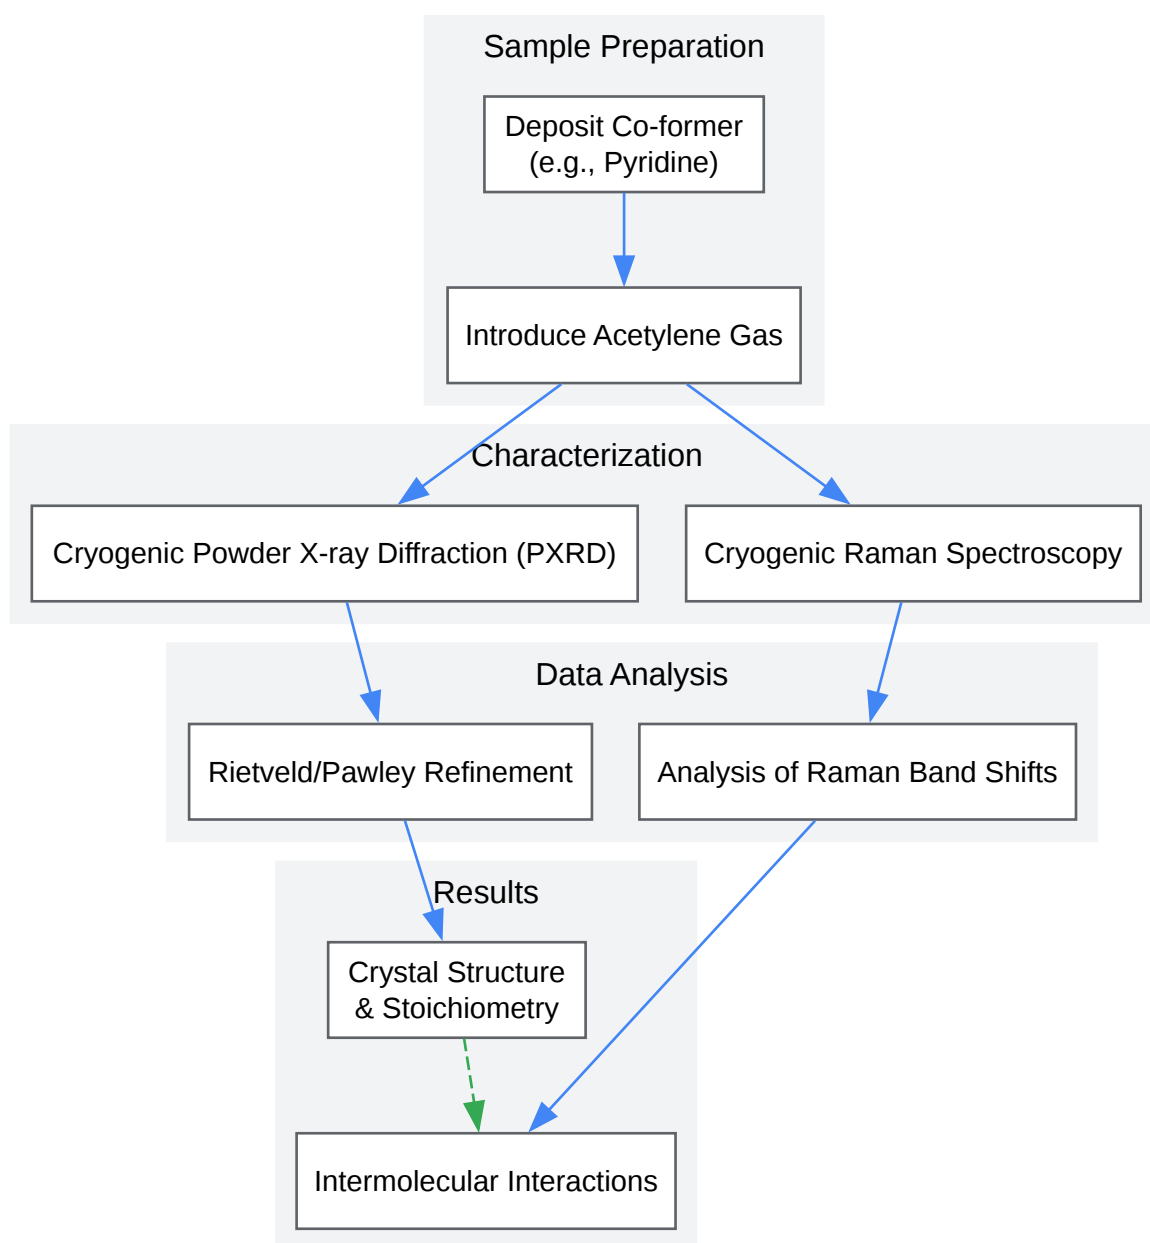 Sample Preparation
Deposit Co-former
(e.g., Pyridine)
Introduce Acetylene Gas
Characterization
Cryogenic Powder X-ray Diffraction (PXRD)
Cryogenic Raman Spectroscopy
Data Analysis
Rietveld/Pawley Refinement
Analysis of Raman Band Shifts
Results
Crystal Structure
& Stoichiometry
Intermolecular Interactions